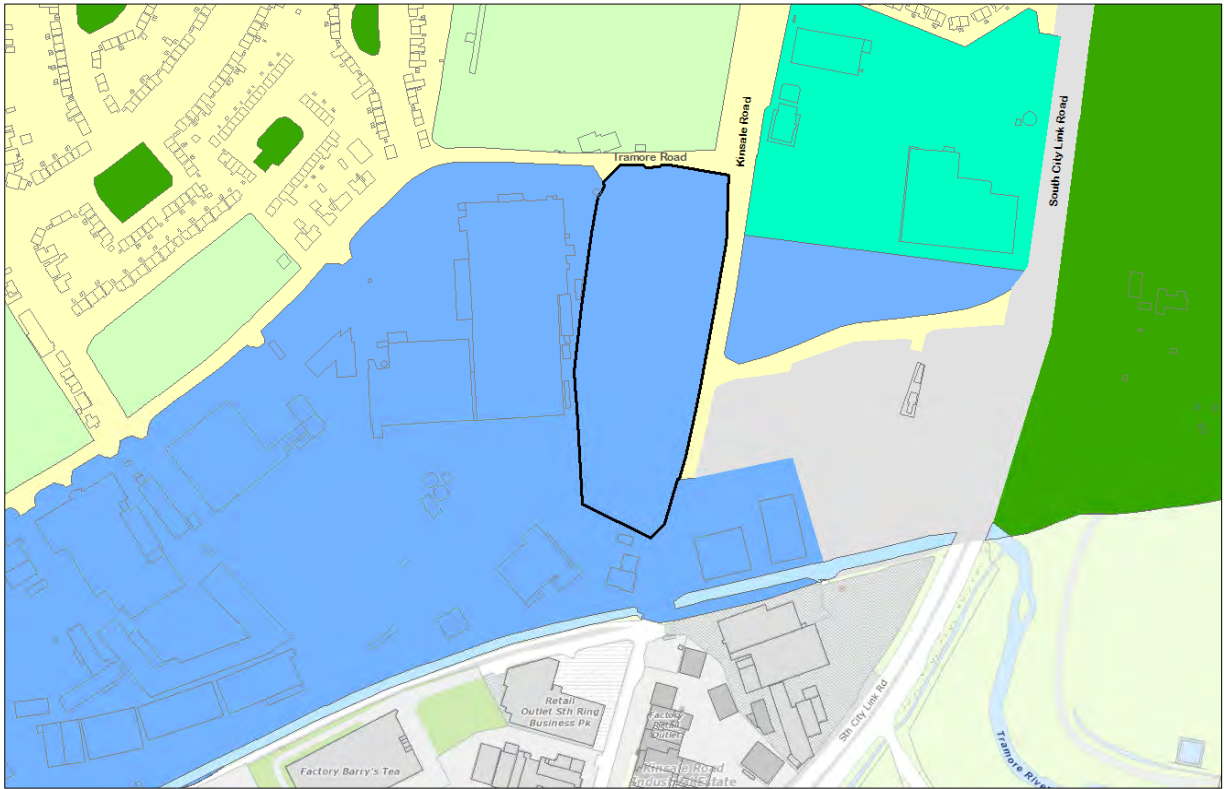 Tramore Road
Kinsale Road
South City Link Road
Retail
Outlet Sth Ring
Business Pk
Factory
Retail
Outlet
Sth City Link Rd
Factory Barry's Tea
Kinsale Road
Industrial Estate
Tramore River